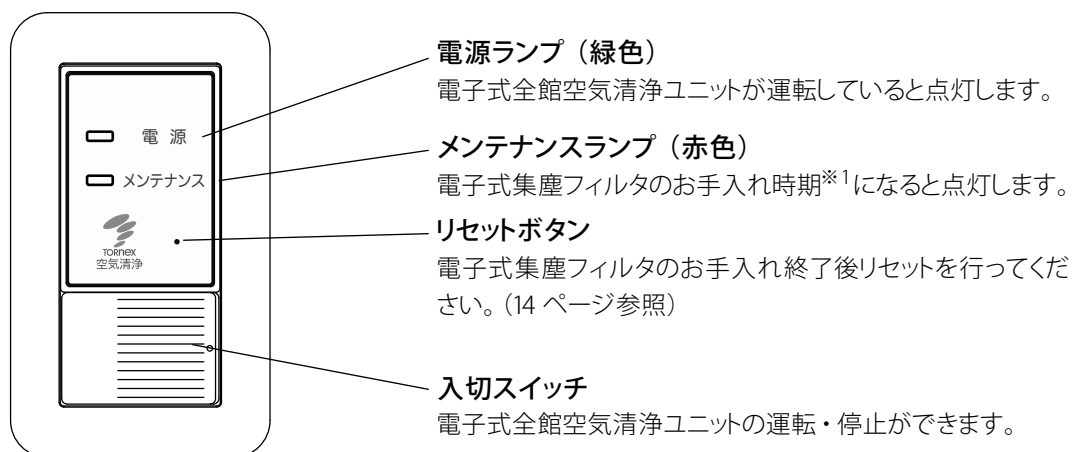 電源ランプ（緑色）
電子式全館空気清浄ユニットが運転していると点灯します。
電 源
メンテナンスランプ（赤色）
メンテナンス
電子式集塵フィルタのお手入れ時期※1になると点灯します。
リセットボタン
TORNEX
空気清浄
電子式集塵フィルタのお手入れ終了後リセットを行ってくだ
さい。（14 ページ参照）
入切スイッチ
電子式全館空気清浄ユニットの運転・停止ができます。